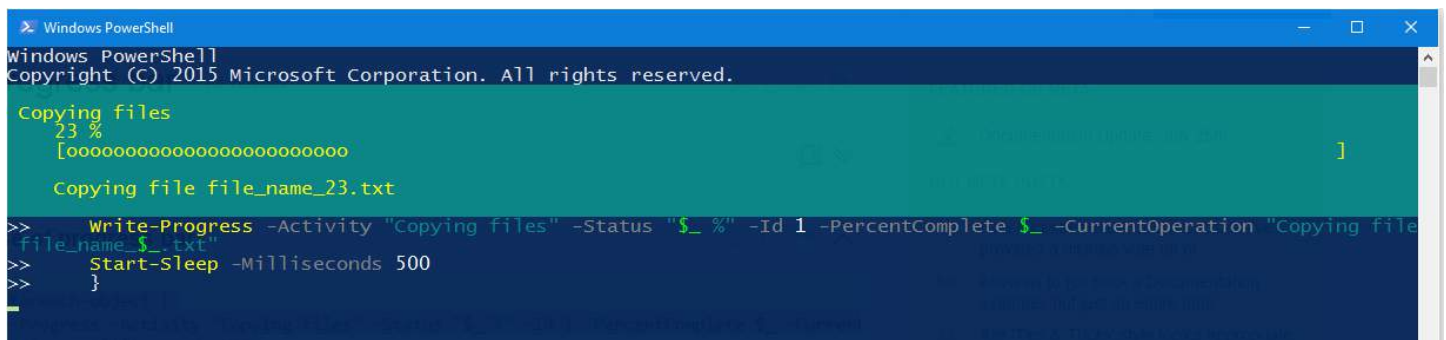 Windows PowerShell
Windows PowerShell
Copyright (C) 2015 Microsoft Corporation. All rights reserved.
Copying files
23 %
[oooooooooooooooooooooooo ]
Copying file file_name_23.txt
>> Write-Progress -Activity "Copying files" -Status "$_ %" -Id 1 -PercentComplete $_ -CurrentOperation "Copying file
file_name_$_.txt"
>> Start-Sleep -Milliseconds 500
>> }